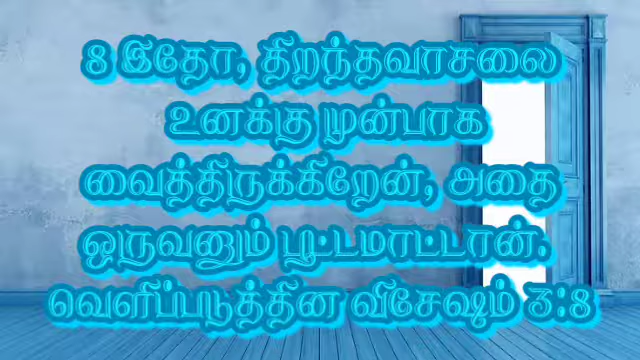 8 இதோ, திறந்தவாசலை
உனக்கு முன்பாக
வைத்திருக்கிறேன், அதை
ஒருவனும் பூட்டமாட்டான்.
வெளிப்படுத்தின விசேஷம் 3:8